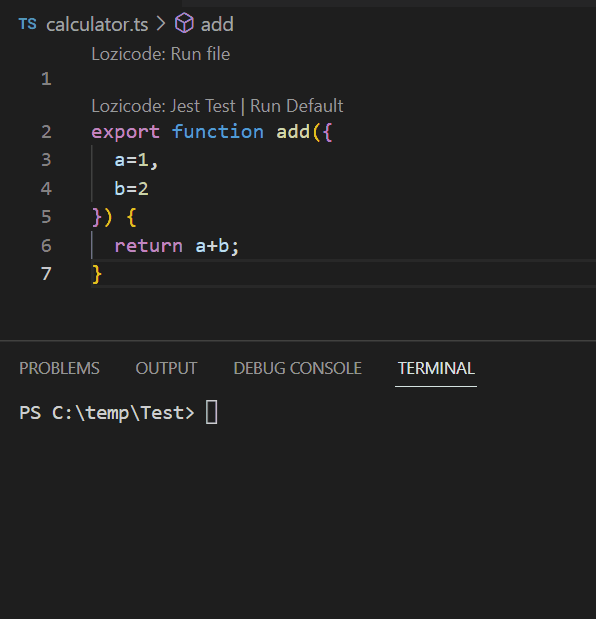 TS calculator.ts > add
Lozicode: Run file
1
Lozicode: Jest Test | Run Default
2 export function add({
3 a=1,
4 b=2
5 }) {
6 return a+b;
7 }
PROBLEMS OUTPUT DEBUG CONSOLE TERMINAL
PS C:\temp\Test>